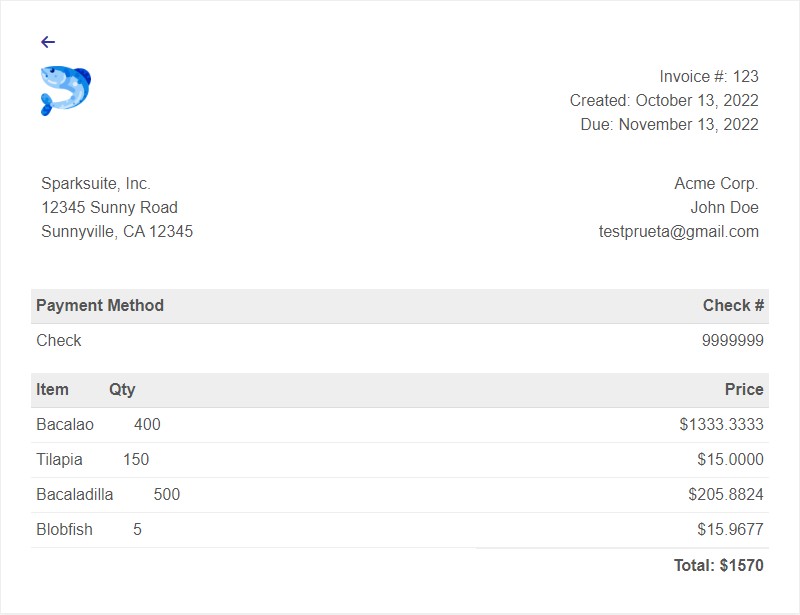 Invoice #: 123
Created: October 13, 2022
Due: November 13, 2022
Sparksuite, Inc.
12345 Sunny Road
Sunnyville, CA 12345
Acme Corp.
John Doe
testprueta@gmail.com
Payment Method Check #
Check 9999999
Item Qty Price
Bacalao 400 $1333.3333
Tilapia 150 $15.0000
Bacaladilla 500 $205.8824
Blobfish 5 $15.9677
Total: $1570